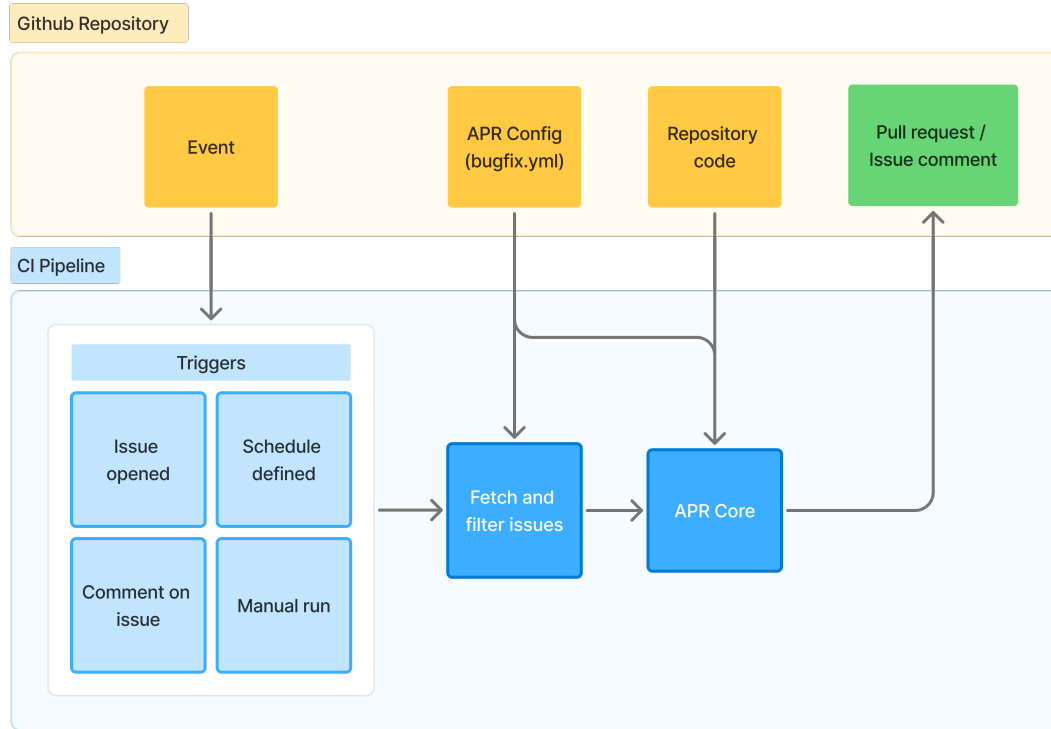 Github Repository
Event
APR Config
(bugfix.yml)
Repository
code
Pull request /
Issue comment
CI Pipeline
Triggers
Issue
opened
Schedule
defined
Comment on
issue
Manual run
Fetch and
filter issues
APR Core